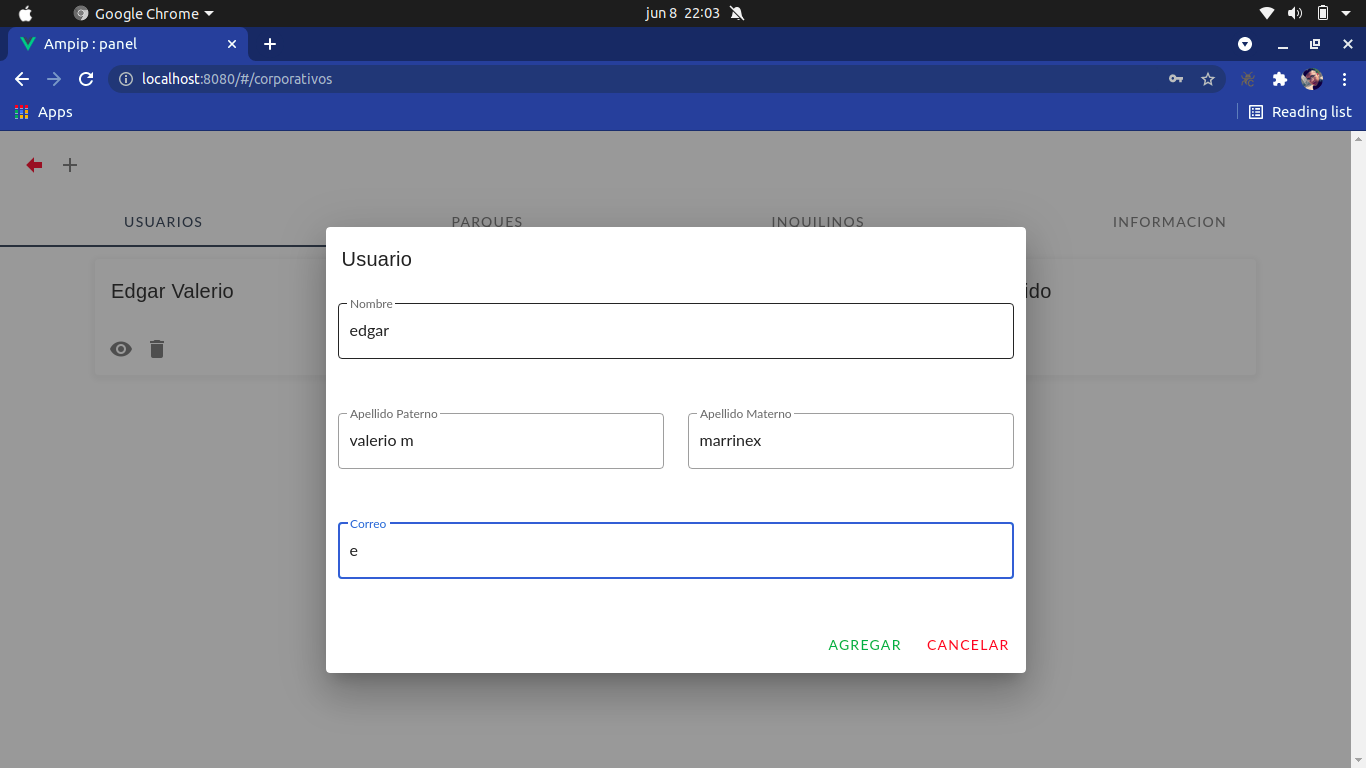 Google Chrome
jun 8 22:03
Ampip : panel
localhost:8080/#/corporativos
Apps
Reading list
USUARIOS
PARQUES
INQUILINOS
INFORMACION
Edgar Valerio
ido
Usuario
Nombre
edgar
Apellido Paterno
valerio m
Apellido Materno
marrinex
Correo
e
AGREGAR
CANCELAR